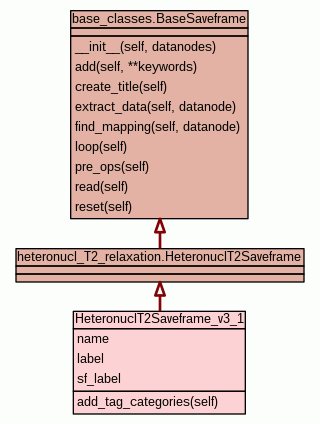 base_classes.BaseSaveframe
__init__(self, datanodes)
add(self, **keywords)
create_title(self)
extract_data(self, datanode)
find_mapping(self, datanode)
loop(self)
pre_ops(self)
read(self)
reset(self)
heteronucl_T2_relaxation.HeteronuclT2Saveframe
HeteronuclT2Saveframe_v3_1
name
label
sf_label
add_tag_categories(self)